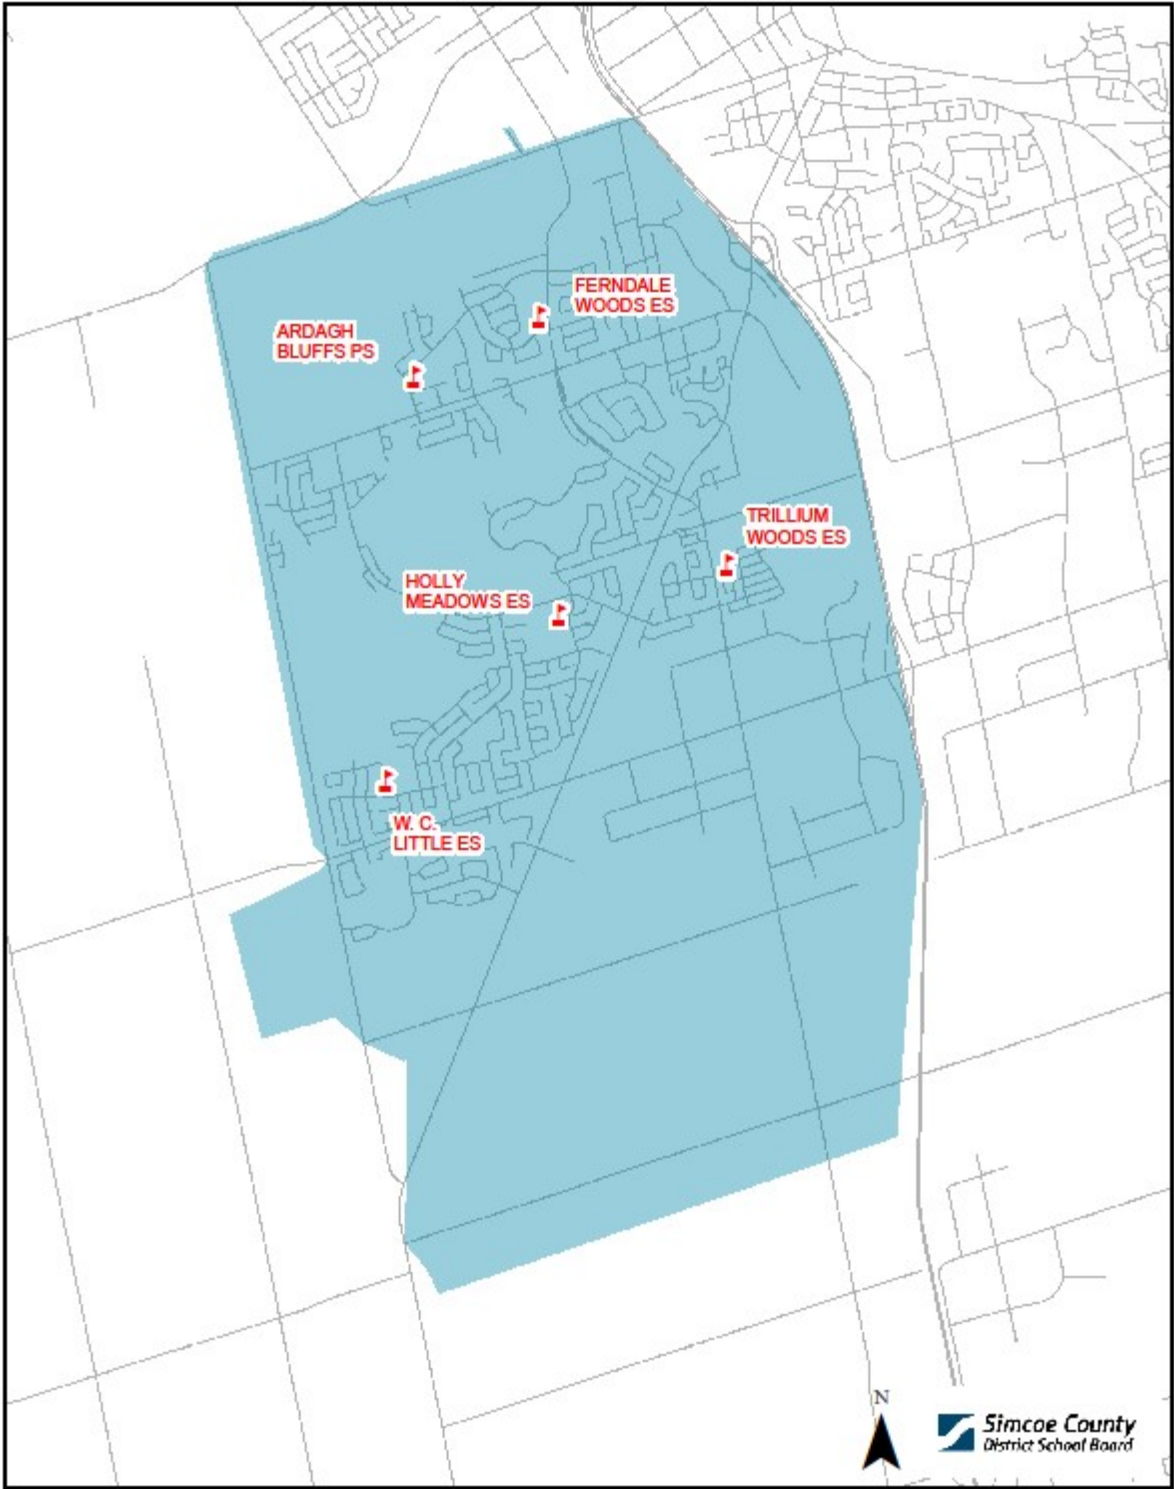 FERNDALE
WOODS ES
ARDAGH
BLUFFS PS
TRILLIUM
WOODS ES
HOLLY
MEADOWS ES
W. C.
LITTLE ES
N
Simcoe County
District School Board